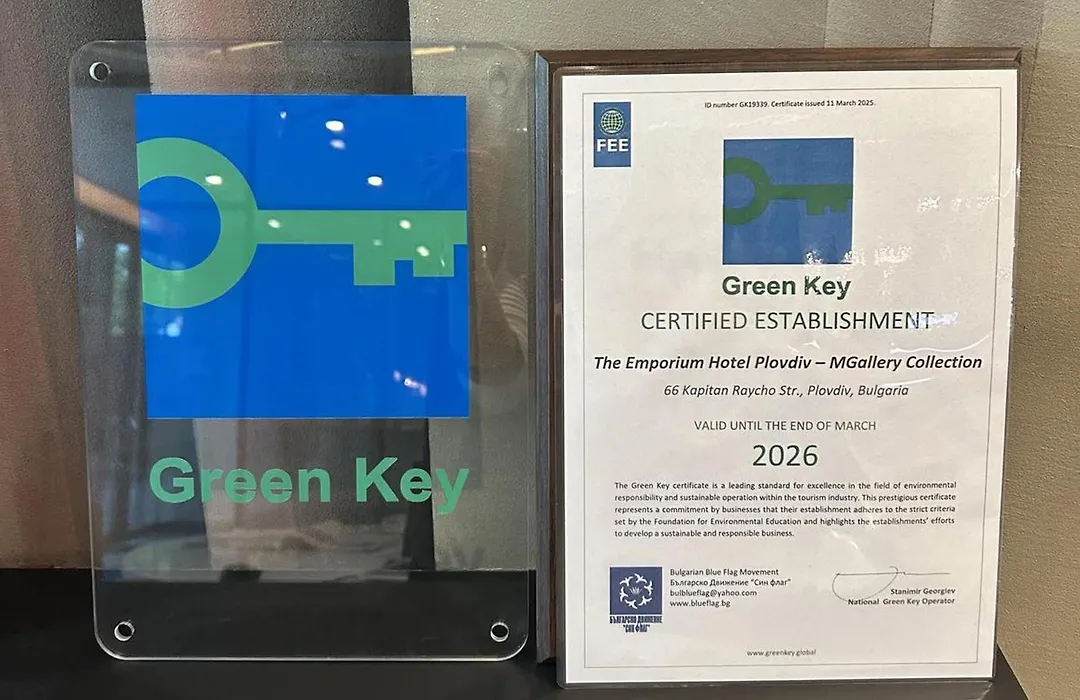 Green Key
ID number GK19339. Certificate issued 11 March 2025.
FEE
Green Key
CERTIFIED ESTABLISHMENT
The Emporium Hotel Plovdiv – MGallery Collection
66 Kapitan Raycho Str., Plovdiv, Bulgaria
VALID UNTIL THE END OF MARCH
2026
The Green Key certificate is a leading standard for excellence in the field of environmental
responsibility and sustainable operation within the tourism industry. This prestigious certificate
represents a commitment by businesses that their establishment adheres to the strict criteria
set by the Foundation for Environmental Education and highlights the establishments’ efforts
to develop a sustainable and responsible business.
Bulgarian Blue Flag Movement
Българско Движение "Син флаг"
bulblueflag@yahoo.com
www.blueflag.bg
БЪЛГАРСКО ДВИЖЕНИЕ
"СИН ФЛАГ"
Stanimir Georgiev
National Green Key Operator
www.greenkey.global